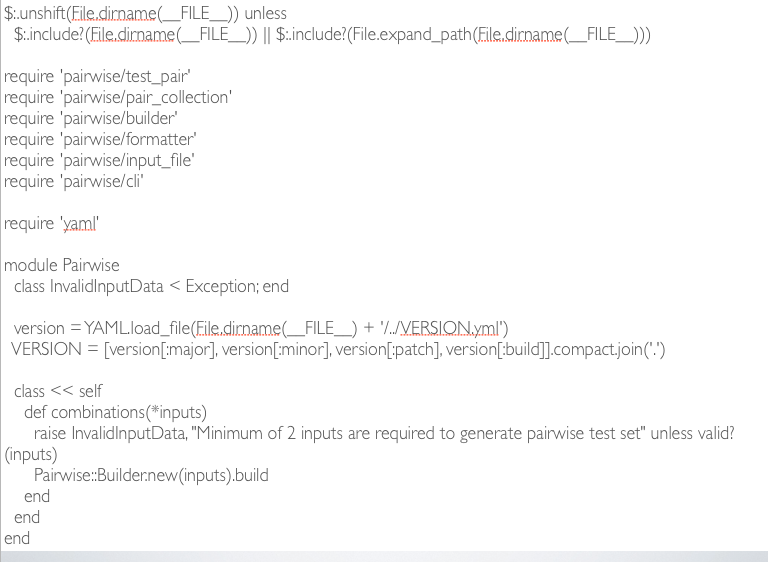 $:.unshift(File.dirname(__FILE__)) unless
$:.include?(File.dirname(__FILE__)) || $:.include?(File.expand_path(File.dirname(__FILE__)))
require 'pairwise/test_pair'
require 'pairwise/pair_collection'
require 'pairwise/builder'
require 'pairwise/formatter'
require 'pairwise/input_file'
require 'pairwise/cli'
require 'yaml'
module Pairwise
class InvalidInputData < Exception; end
version = YAML.load_file(File.dirname(__FILE__) + '/../VERSION.yml')
VERSION = [version[:major], version[:minor], version[:patch], version[:build]].compact.join('.')
class << self
def combinations(*inputs)
raise InvalidInputData, "Minimum of 2 inputs are required to generate pairwise test set" unless valid?
(inputs)
Pairwise::Builder.new(inputs).build
end
end
end